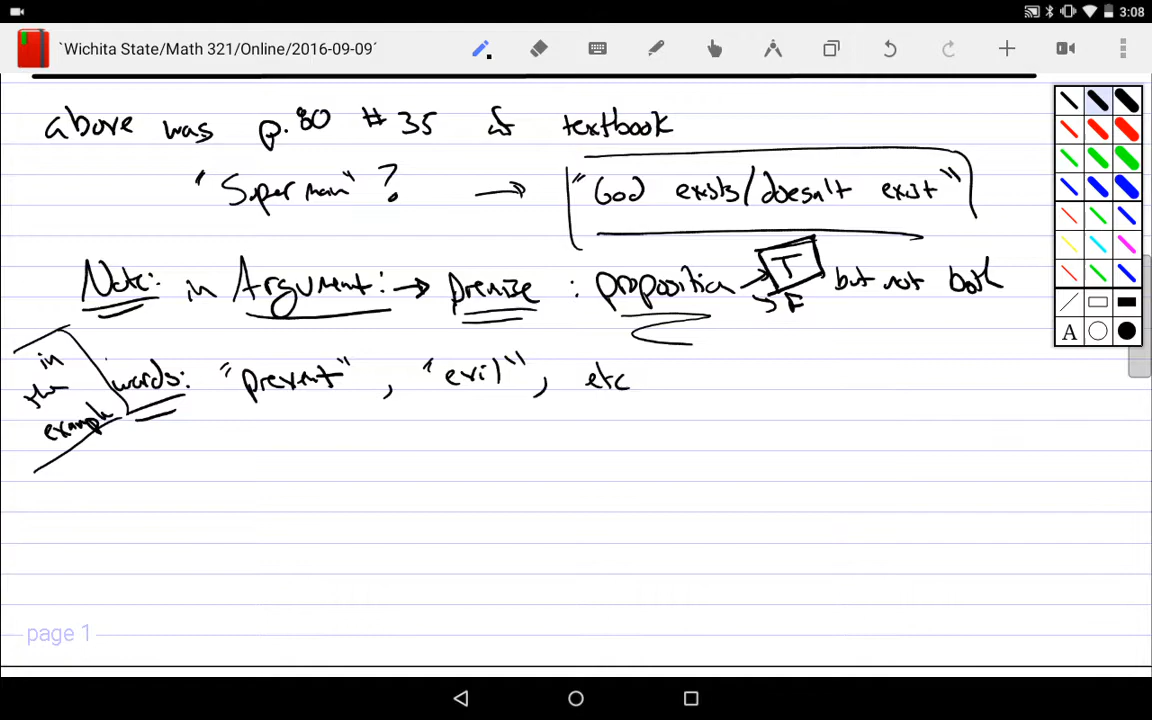 3:08
`Wichita State/Math 321/Online/2016-09-09´
above was p.80 #35 of textbook
"Superman"? → "God exists/doesn't exist"
Note: in Argument: → premise : proposition → T → F but not both
in the example words: "prevent", "evil", etc
page 1
A